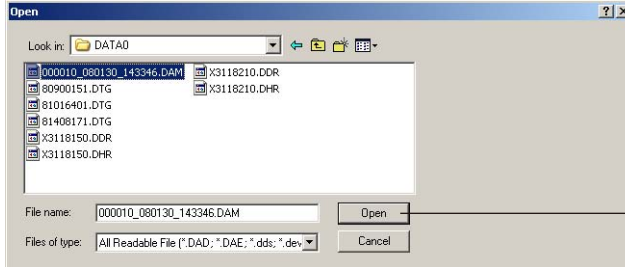 Open
Look in: DATA0
000010_080130_143346.DAM X3118210.DDR
80900151.DTG X3118210.DHR
81016401.DTG
81408171.DTG
X3118150.DDR
X3118150.DHR
File name: 000010_080130_143346.DAM Open
Files of type: All Readable File (*.DAD; *.DAE; *.dds; *.dev Cancel